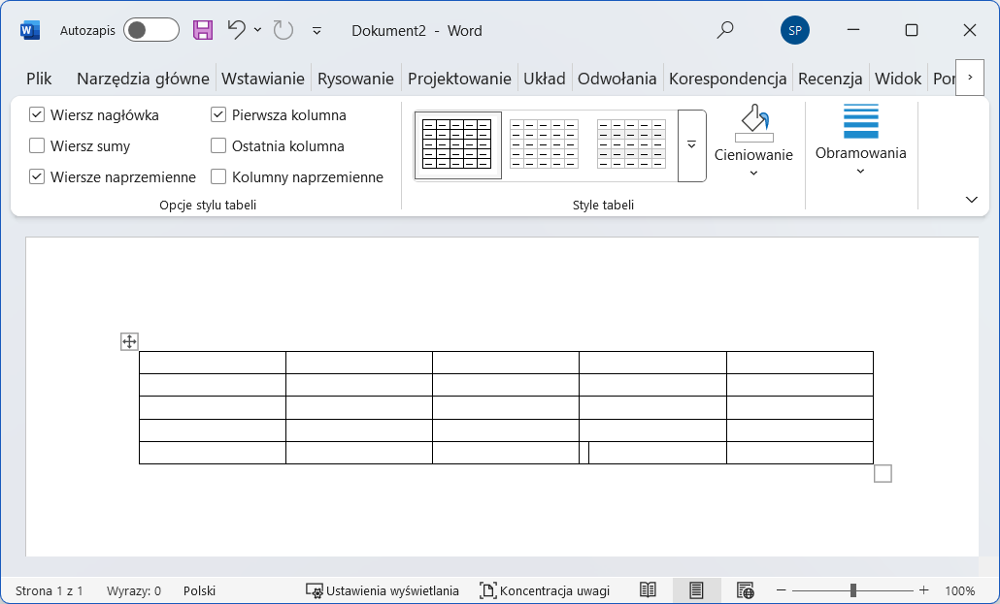 Autozapis Dokument2 - Word SP
Plik Narzędzia główne Wstawianie Rysowanie Projektowanie Układ Odwołania Korespondencja Recenzja Widok Por
Wiersz nagłówka Pierwsza kolumna
Wiersz sumy Ostatnia kolumna
Wiersze naprzemienne Kolumny naprzemienne
Opcje stylu tabeli
Style tabeli
Cieniowanie
Obramowania
Strona 1 z 1 Wyrazy: 0 Polski Ustawienia wyświetlania Koncentracja uwagi 100%